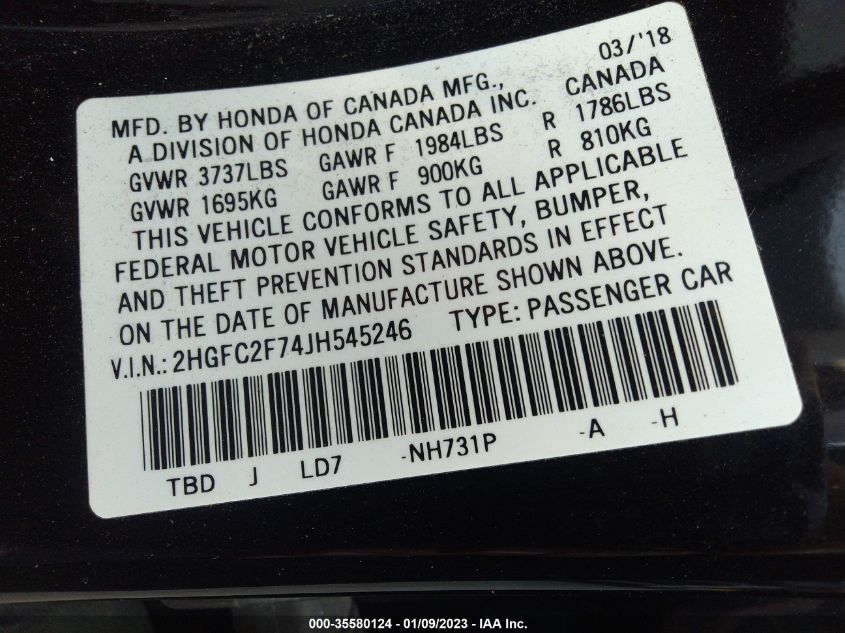 03/'18
MFD. BY HONDA OF CANADA MFG.,
A DIVISION OF HONDA CANADA INC. CANADA
GVWR 3737LBS GAWR F 1984LBS R 1786LBS
GVWR 1695KG GAWR F 900KG R 810KG
THIS VEHICLE CONFORMS TO ALL APPLICABLE
FEDERAL MOTOR VEHICLE SAFETY, BUMPER,
AND THEFT PREVENTION STANDARDS IN EFFECT
ON THE DATE OF MANUFACTURE SHOWN ABOVE.
V.I.N.: 2HGFC2F74JH545246 TYPE: PASSENGER CAR
TBD J LD7 -NH731P -A -H
000-35580124 - 01/09/2023 - IAA Inc.